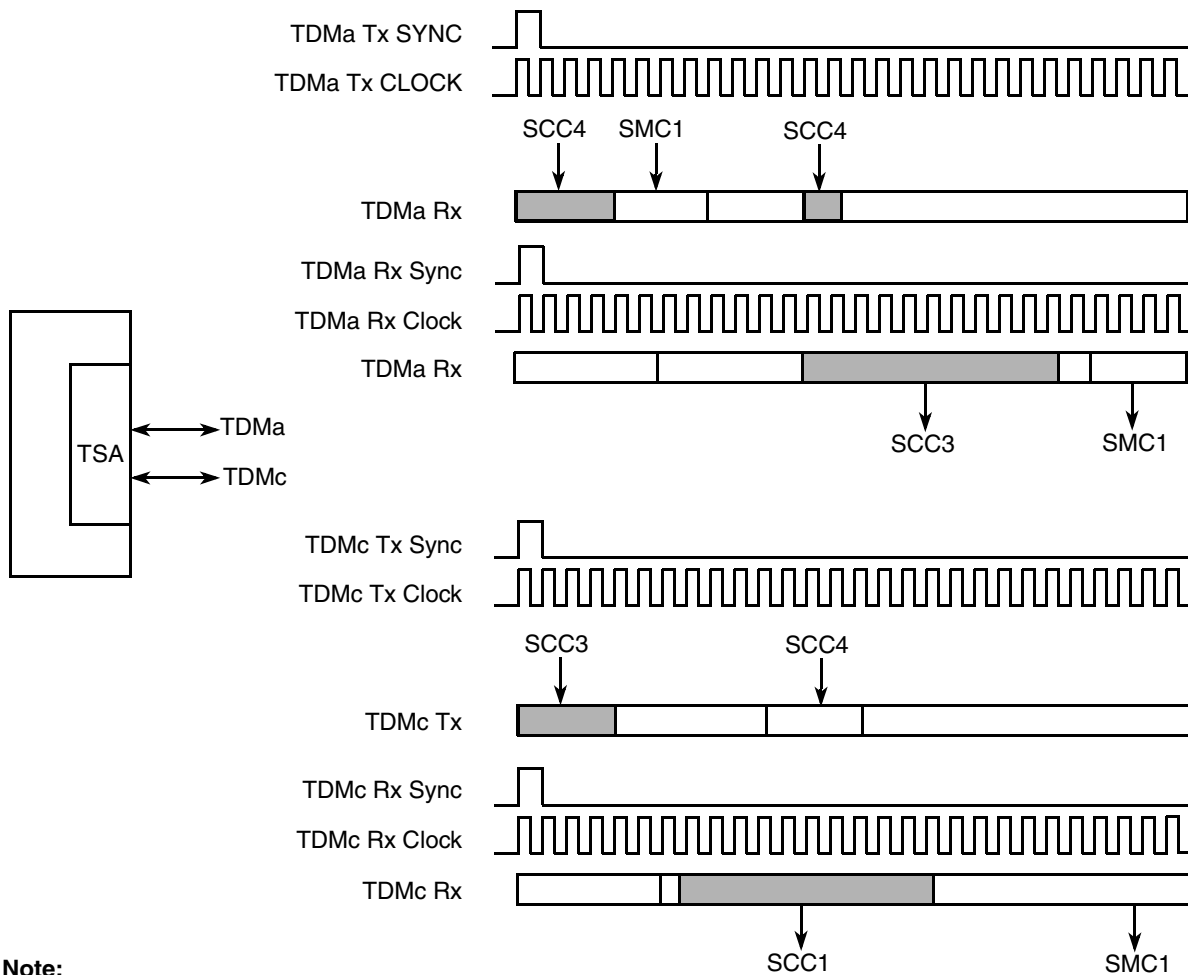 TDMa Tx SYNC
TDMa Tx CLOCK
SCC4 SMC1 SCC4
TDMa Rx
TDMa Rx Sync
TDMa Rx Clock
TDMa Rx
SCC3 SMC1
TSA
TDMa
TDMc
TDMc Tx Sync
TDMc Tx Clock
SCC3 SCC4
TDMc Tx
TDMc Rx Sync
TDMc Rx Clock
TDMc Rx
SCC1 SMC1
Note: